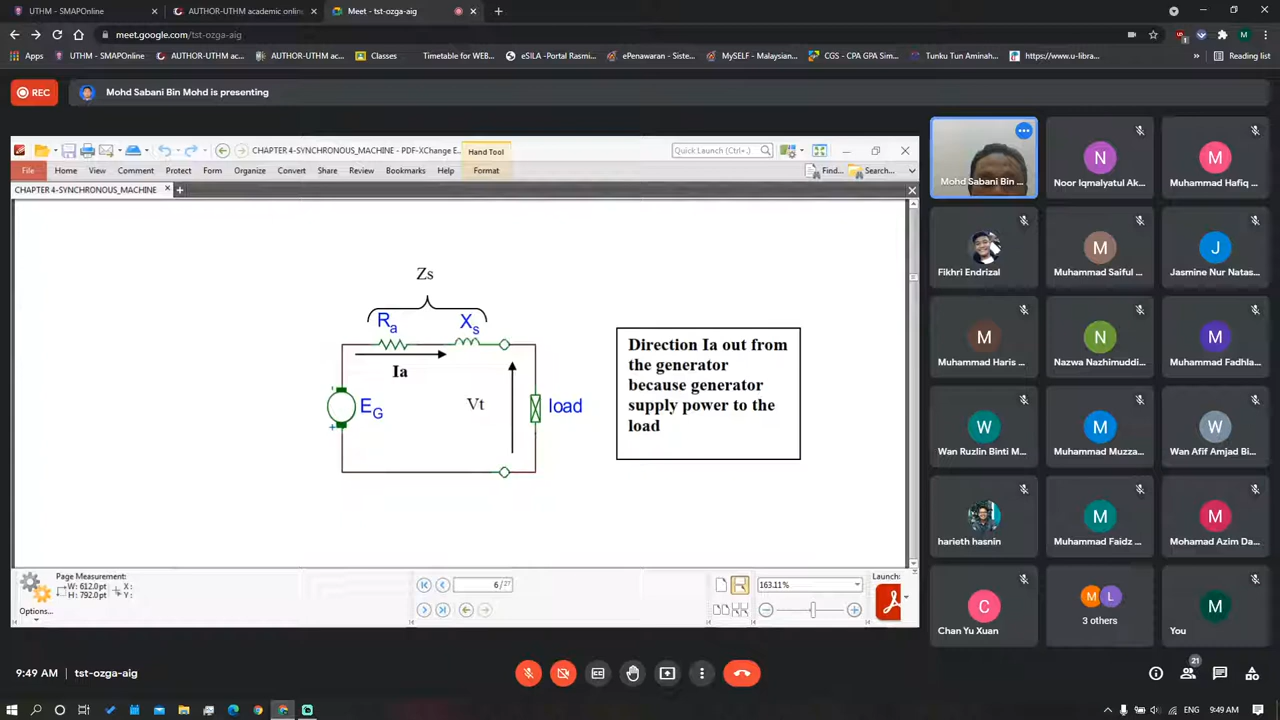 UTHM – SMAPOnline
AUTHOR-UTHM academic onlin
Meet – tst-ozga-aig
meet.google.com/tst-ozga-aig
Apps
UTHM - SMAPOnline
AUTHOR-UTHM ac...
AUTHOR-UTHM ac...
Classes
Timetable for WEB...
eSILA -Portal Rasmi...
ePenawaran - Siste...
MySELF - Malaysian...
CGS - CPA GPA Sim...
Tunku Tun Aminah...
https://www.u-libra...
»
Reading list
REC
Mohd Sabani Bin Mohd is presenting
CHAPTER 4-SYNCHRONOUS_MACHINE - PDF-XChange E...
Hand Tool
Quick Launch (Ctrl+.)
File
Home
View
Comment
Protect
Form
Organize
Convert
Share
Review
Bookmarks
Help
Format
Find...
Search...
CHAPTER 4-SYNCHRONOUS_MACHINE
Zs
Ra
Xs
Ia
EG
Vt
load
Direction Ia out from
the generator
because generator
supply power to the
load
Page Measurement:
W: 612.0pt
H: 792.0pt
X:
Y:
Options...
6/27
163.11%
Launch
Mohd Sabani Bin ...
N
Noor Iqmalyatul Ak...
M
Muhammad Hafiq ...
Fikhri Endrizal
M
Muhammad Saiful ...
J
Jasmine Nur Natas...
M
Muhammad Haris ...
N
Nazwa Nazhimuddi...
M
Muhammad Fadhla...
W
Wan Ruzlin Binti M...
M
Muhammad Muzza...
W
Wan Afif Amjad Bi...
harieth hasnin
M
Muhammad Faidz ...
M
Mohamad Azim Da...
C
Chan Yu Xuan
M
L
3 others
M
You
9:49 AM
tst-ozga-aig
21
ENG
9:49 AM